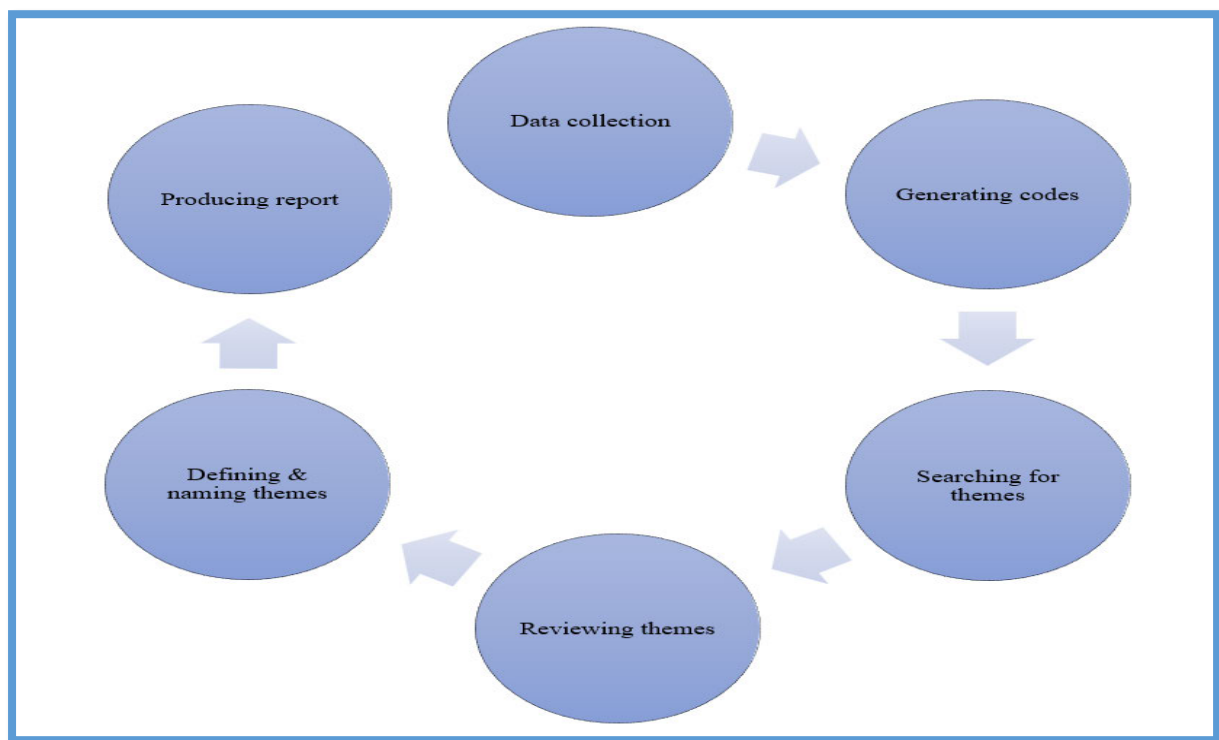 Data collection
Generating codes
Searching for
themes
Reviewing themes
Defining &
naming themes
Producing report